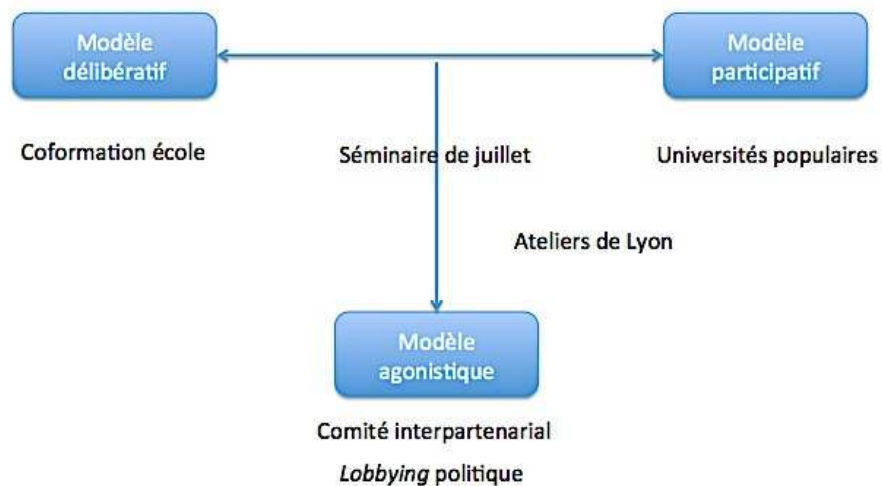 Modèle
délibératif
Modèle
participatif
Coformation école
Séminaire de juillet
Universités populaires
Ateliers de Lyon
Modèle
agonistique
Comité interpartenarial
Lobbying politique